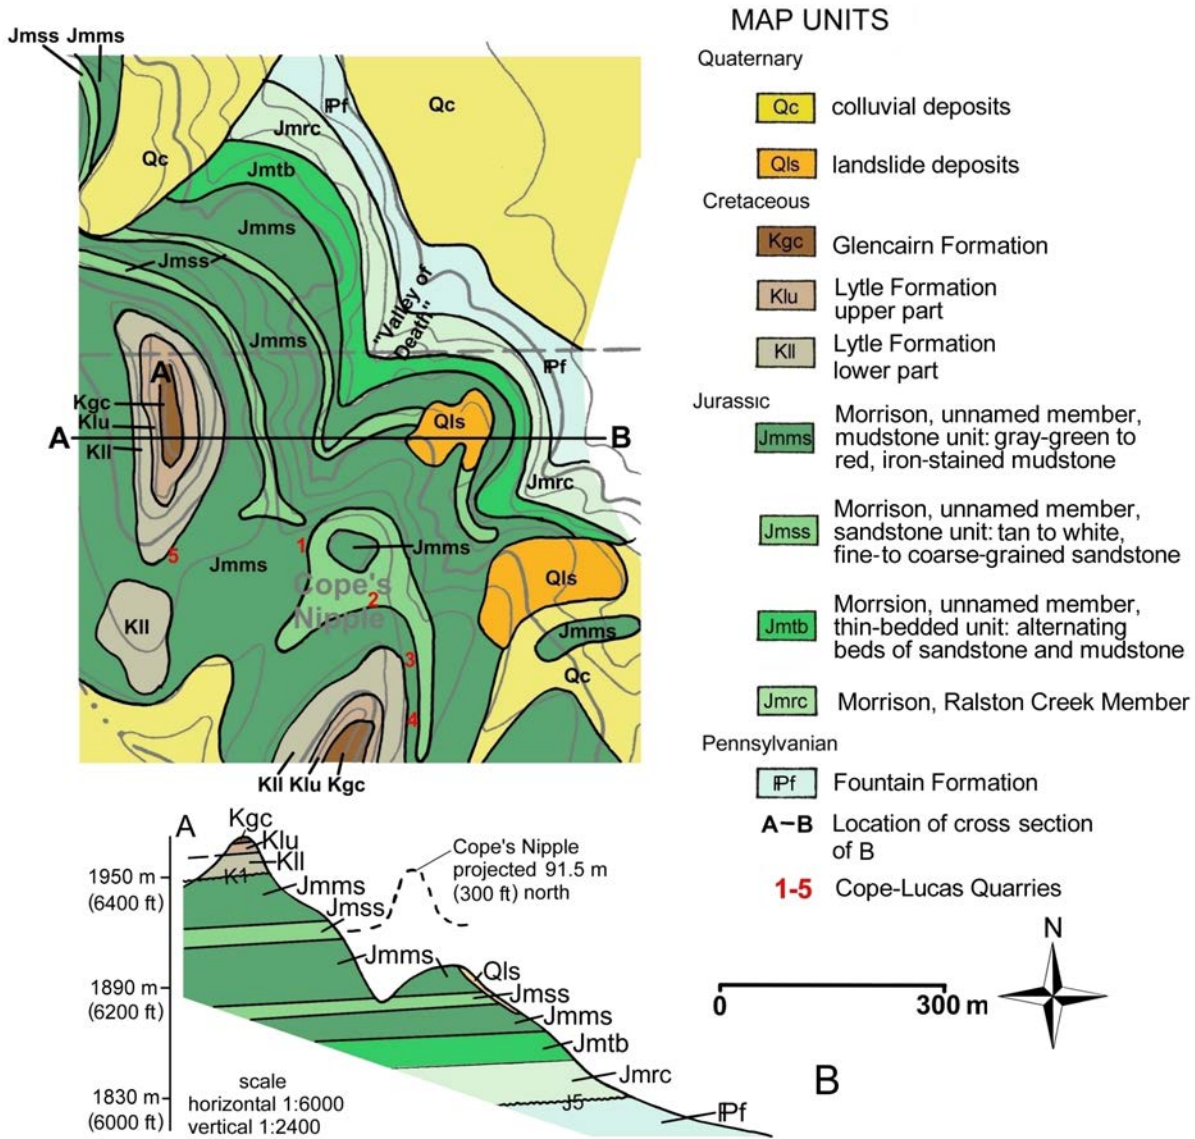 Jmss Jmms
Qc
Jmrc
ꟼPf
Qc
Jmtb
Jmms
Jmss
"Valley of
Death"
Jmms
Pf
A
Kgc
Klu
A
Kll
Qls
B
Jmrc
1
5
Jmms
Jmms
Cope's
2
Nipple
Qls
Kll
Jmms
3
Qc
4
Kll Klu Kgc
MAP UNITS
Quaternary
Qc colluvial deposits
Qls landslide deposits
Cretaceous
Kgc Glencairn Formation
Klu Lytle Formation
upper part
Kll Lytle Formation
lower part
Jurassic
Jmms Morrison, unnamed member,
mudstone unit: gray-green to
red, iron-stained mudstone
Jmss Morrison, unnamed member,
sandstone unit: tan to white,
fine-to coarse-grained sandstone
Jmtb Morrsion, unnamed member,
thin-bedded unit: alternating
beds of sandstone and mudstone
Jmrc Morrison, Ralston Creek Member
Pennsylvanian
Pf Fountain Formation
A–B Location of cross section
of B
1-5 Cope-Lucas Quarries
N
0 300 m
A
Kgc
Klu
Kll
K1
Jmms
Jmss
Cope's Nipple
projected 91.5 m
(300 ft) north
1950 m
(6400 ft)
Jmms
Qls
Jmss
Jmms
1890 m
(6200 ft)
Jmtb
Jmrc
J5
Pf
B
1830 m
(6000 ft)
scale
horizontal 1:6000
vertical 1:2400